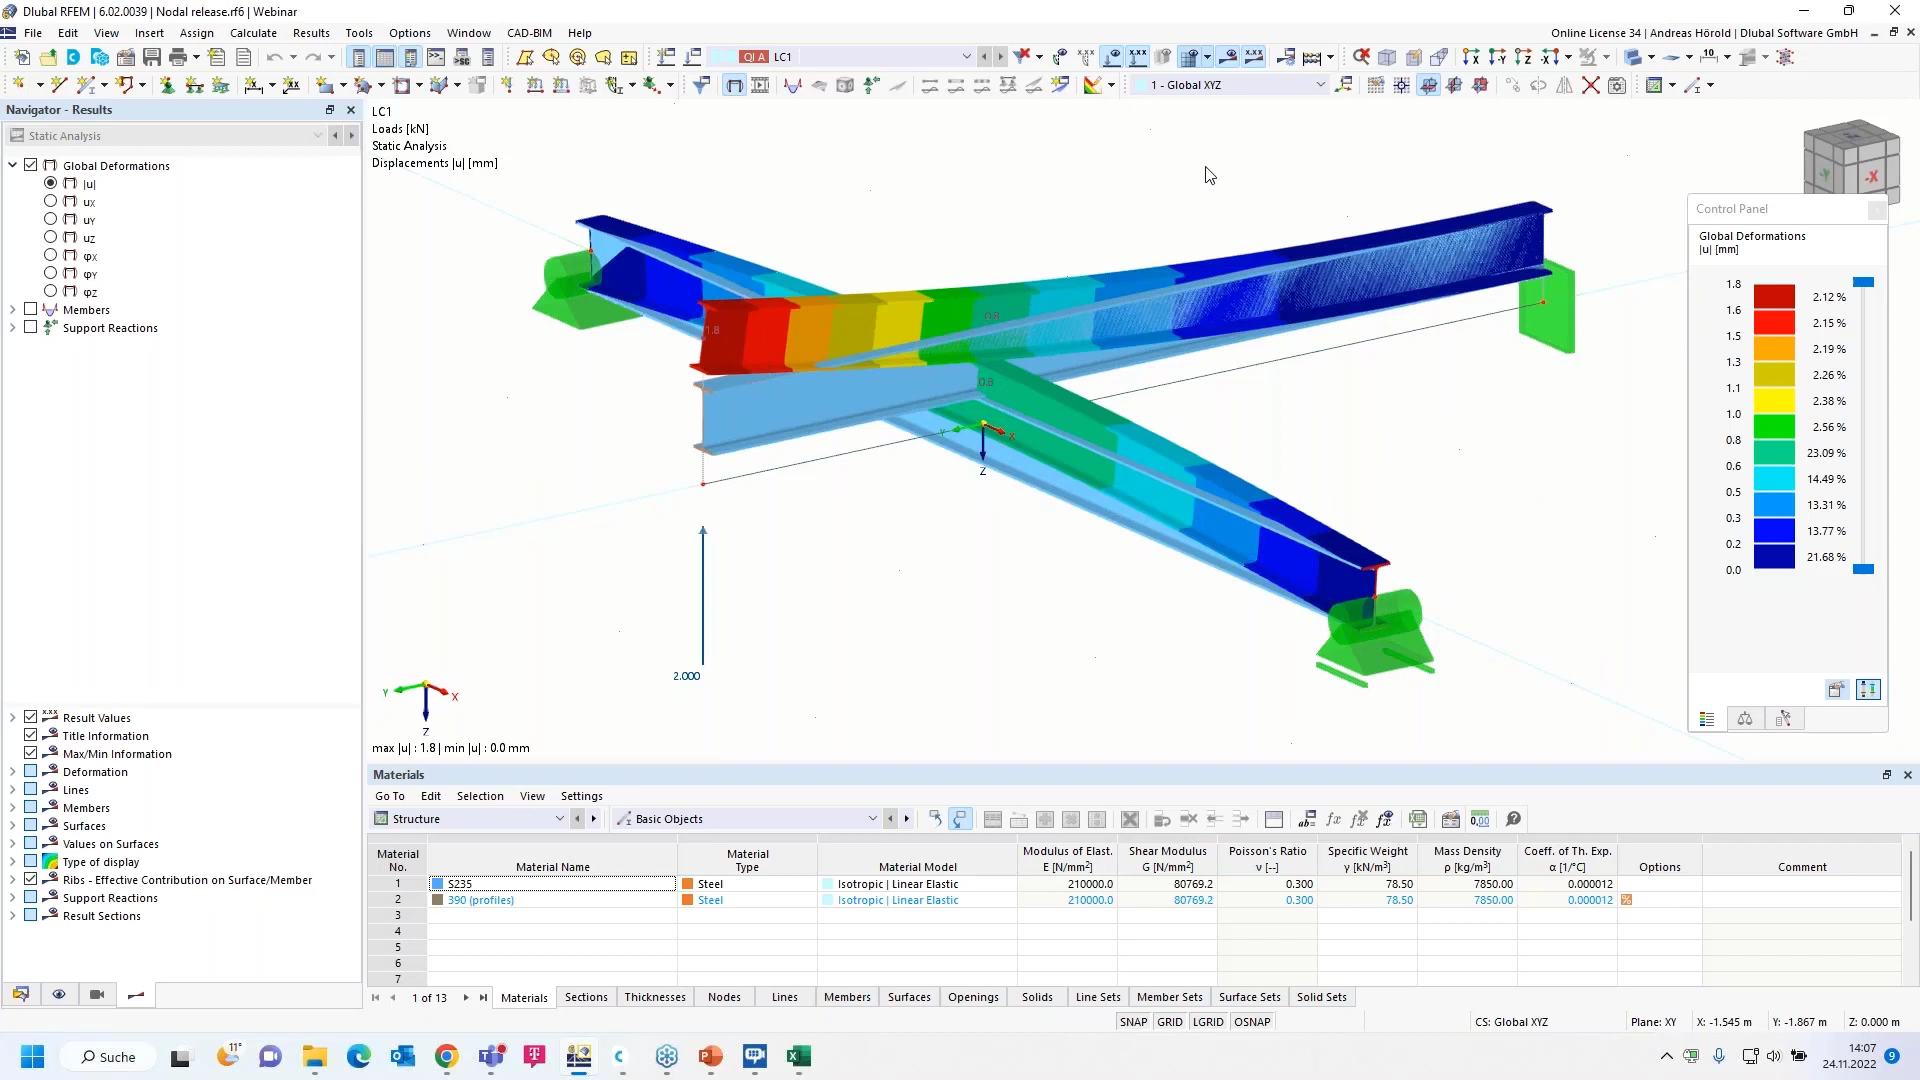 Dlubal RFEM | 6.02.0039 | Nodal release.rf6 | Webinar
File Edit View Insert Assign Calculate Results Tools Options Window CAD-BIM Help
Online License 34 | Andreas Hörold | Dlubal Software GmbH
QI A LC1
1 - Global XYZ
Navigator - Results
Static Analysis
Global Deformations
|u|
uX
uY
uZ
φX
φY
φZ
Members
Support Reactions
Result Values
Title Information
Max/Min Information
Deformation
Lines
Members
Surfaces
Values on Surfaces
Type of display
Ribs - Effective Contribution on Surface/Member
Support Reactions
Result Sections
LC1
Loads [kN]
Static Analysis
Displacements |u| [mm]
1.8
0.8
0.8
Y X
Z
2.000
Y X
Z
max |u| : 1.8 | min |u| : 0.0 mm
-Y -X
Control Panel
Global Deformations
|u| [mm]
1.8
2.12 %
1.6
2.15 %
1.5
2.19 %
1.3
2.26 %
1.1
2.38 %
1.0
2.56 %
0.8
23.09 %
0.6
14.49 %
0.5
13.31 %
0.3
13.77 %
0.2
21.68 %
0.0
Materials
Go To Edit Selection View Settings
Structure Basic Objects
Material No. Material Name Material Type Material Model Modulus of Elast. E [N/mm²] Shear Modulus G [N/mm²] Poisson's Ratio ν [--] Specific Weight γ [kN/m³] Mass Density ρ [kg/m³] Coeff. of Th. Exp. α [1/°C] Options Comment
1 S235 Steel Isotropic | Linear Elastic 210000.0 80769.2 0.300 78.50 7850.00 0.000012
2 390 (profiles) Steel Isotropic | Linear Elastic 210000.0 80769.2 0.300 78.50 7850.00 0.000012 %
3
4
5
6
7
1 of 13 Materials Sections Thicknesses Nodes Lines Members Surfaces Openings Solids Line Sets Member Sets Surface Sets Solid Sets
SNAP GRID LGRID OSNAP CS: Global XYZ Plane: XY X: -1.545 m Y: -1.867 m Z: 0.000 m
Suche 11° 14:07
24.11.2022 9